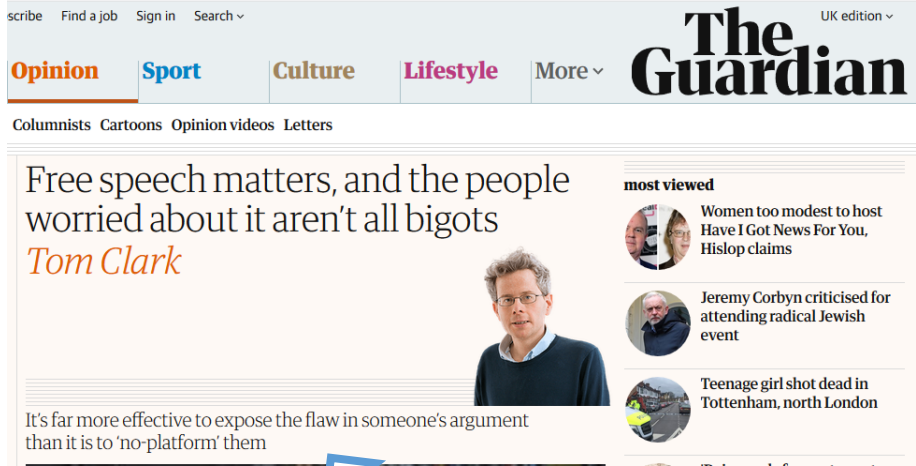 scribe Find a job Sign in Search
UK edition
The
Guardian
Opinion Sport Culture Lifestyle More
Columnists Cartoons Opinion videos Letters
Free speech matters, and the people
worried about it aren't all bigots
Tom Clark
It's far more effective to expose the flaw in someone's argument
than it is to 'no-platform' them
most viewed
Women too modest to host
Have I Got News For You,
Hislop claims
Jeremy Corbyn criticised for
attending radical Jewish
event
Teenage girl shot dead in
Tottenham, north London